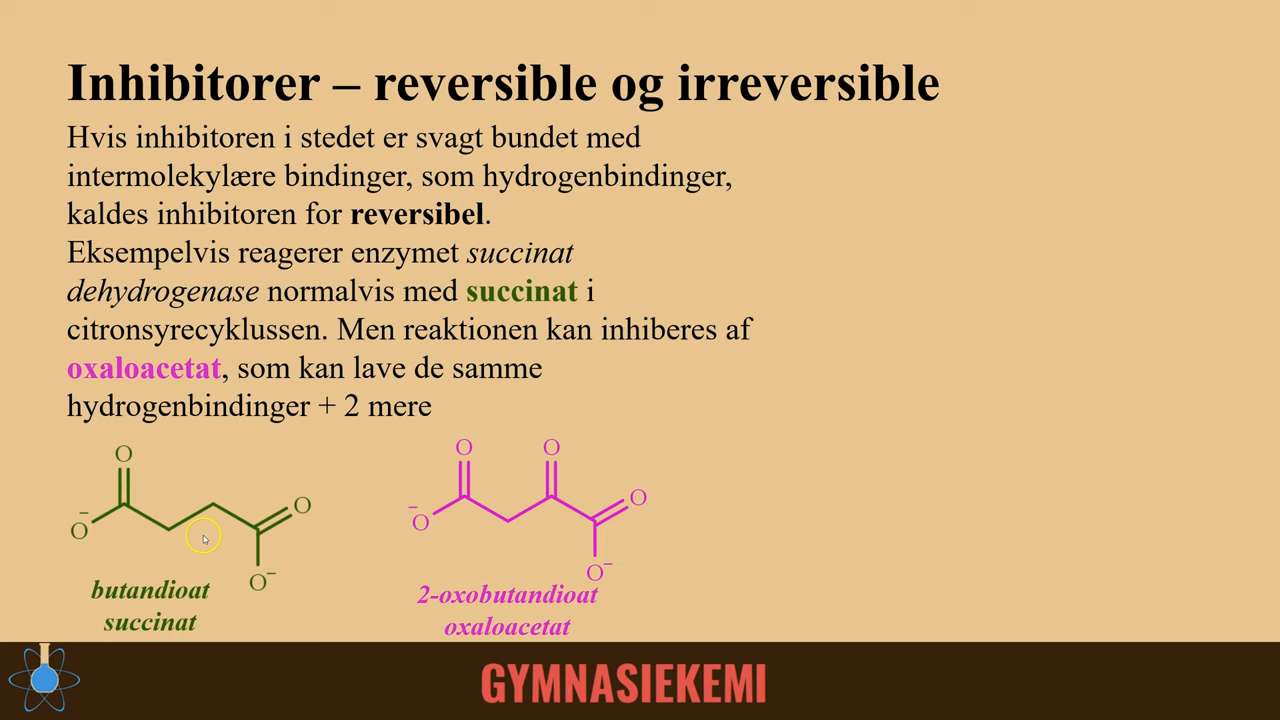 Inhibitorer – reversible og irreversible
Hvis inhibitoren i stedet er svagt bundet med
intermolekylære bindinger, som hydrogenbindinger,
kaldes inhibitoren for reversibel.
Eksempelvis reagerer enzymet succinat
dehydrogenase normalvis med succinat i
citronsyrecyklussen. Men reaktionen kan inhiberes af
oxaloacetat, som kan lave de samme
hydrogenbindinger + 2 mere
O
O
O⁻
O⁻
butandioat
succinat
O
O
O
O⁻
O⁻
2-oxobutandioat
oxaloacetat
GYMNASIEKEMI